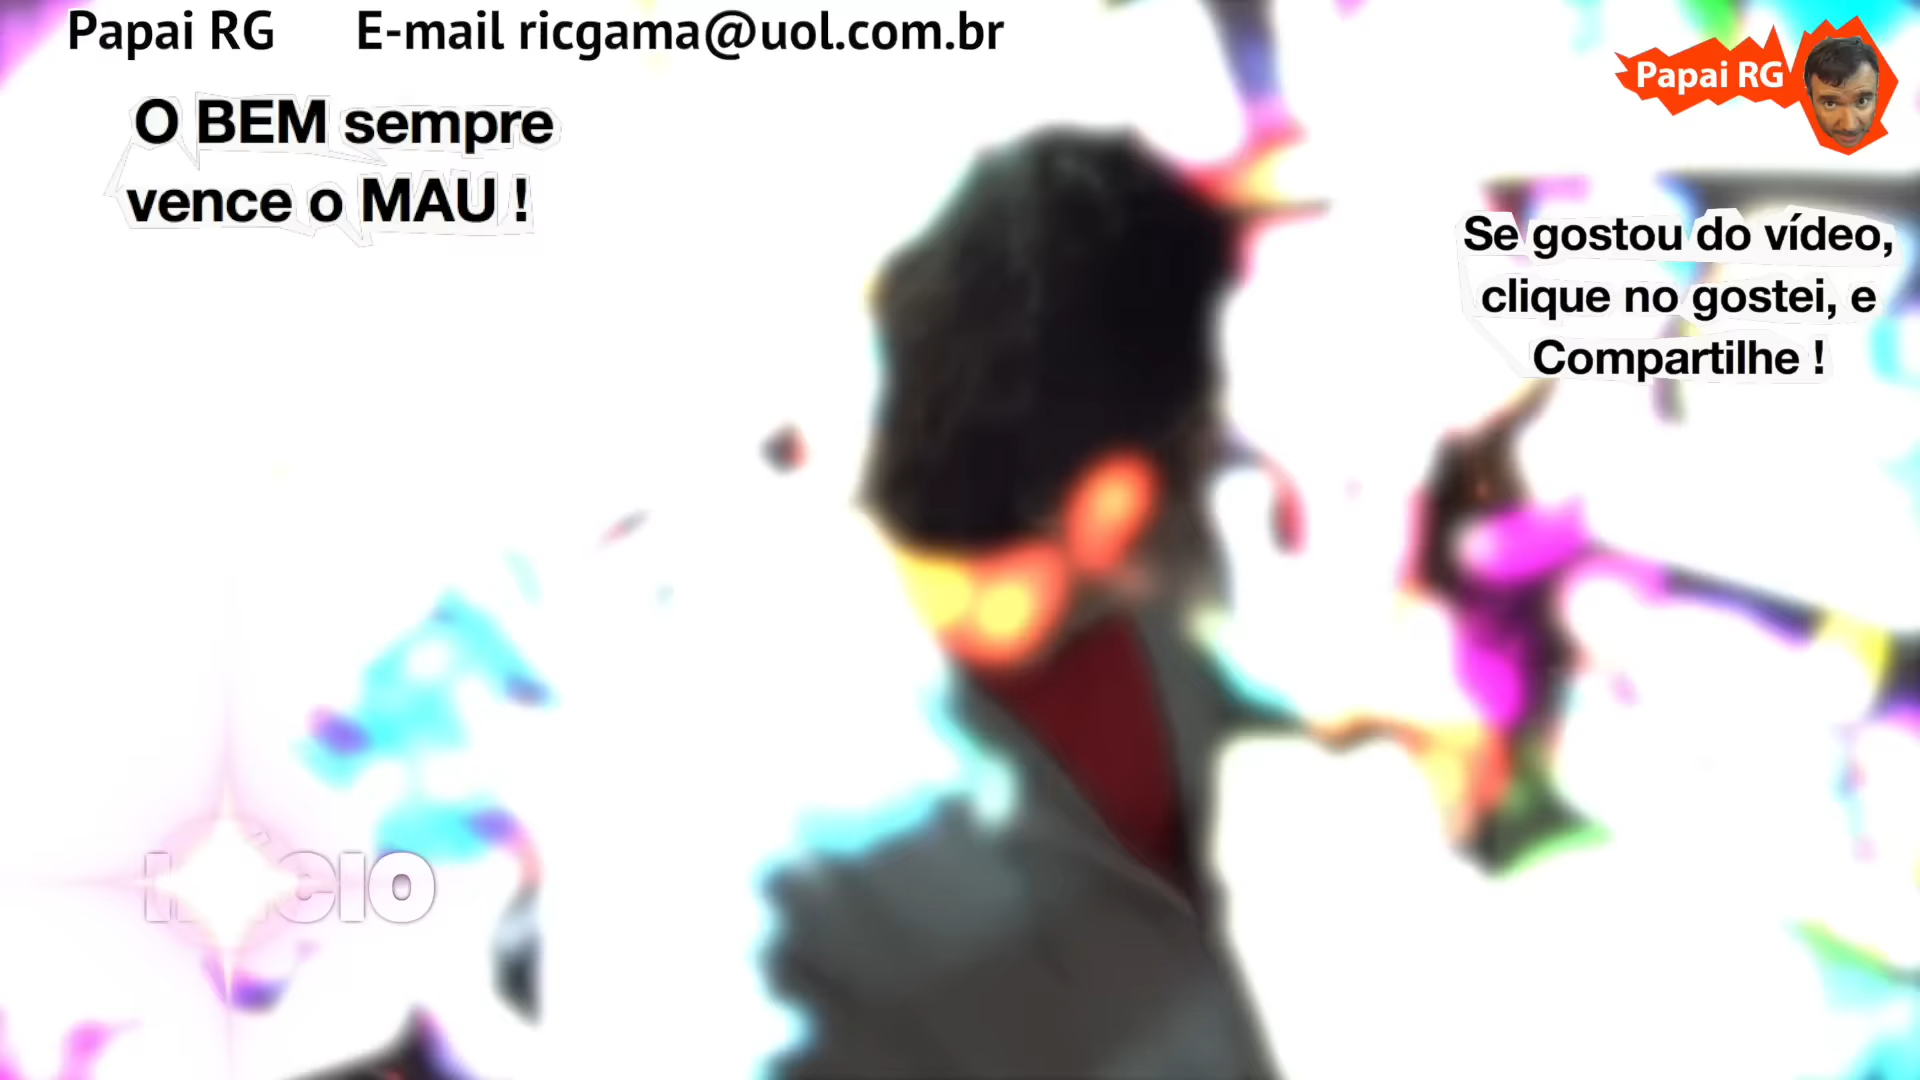 Papai RG E-mail ricgama@uol.com.br
O BEM sempre
vence o MAU !
Papai RG
Se gostou do vídeo,
clique no gostei, e
Compartilhe !
INÍCIO